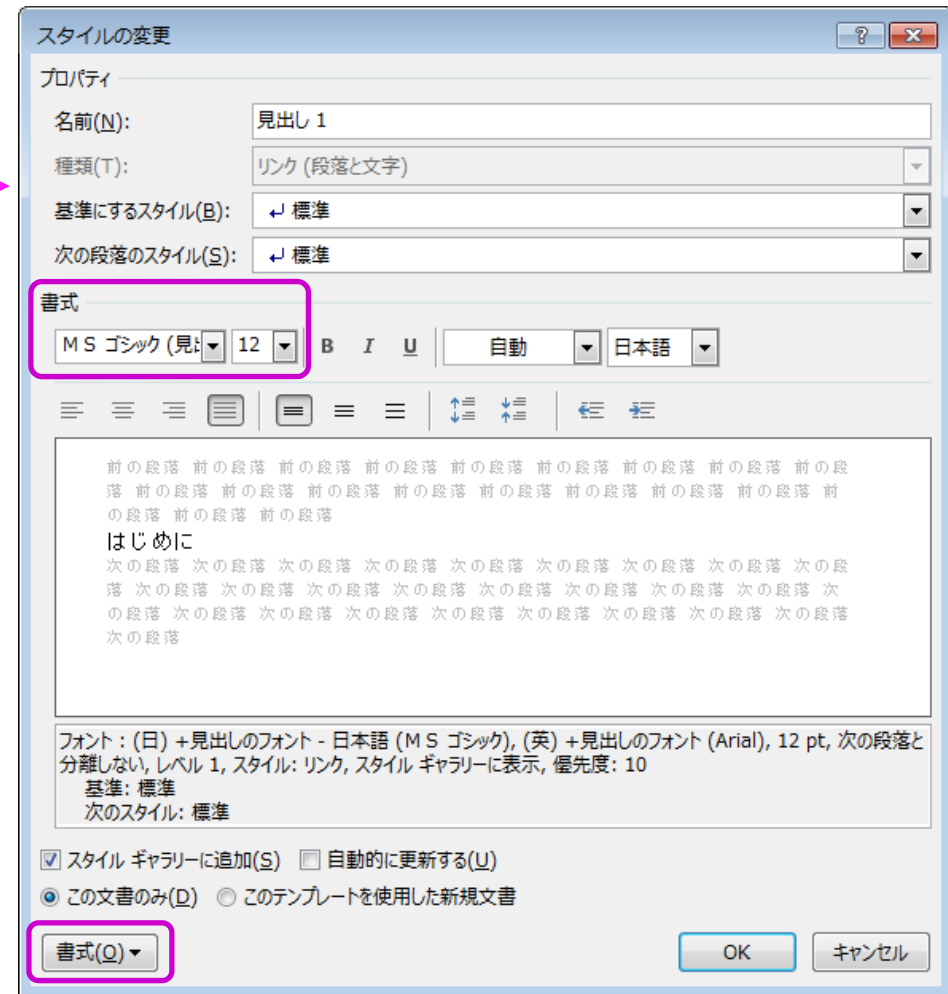 スタイルの変更
プロパティ
名前(N): 見出し 1
種類(T): リンク (段落と文字)
基準にするスタイル(B): ↵ 標準
次の段落のスタイル(S): ↵ 標準
書式
ＭＳ ゴシック (見出 12 B I U 自動 日本語
前の段落 前の段落 前の段落 前の段落 前の段落 前の段落 前の段落 前の段落 前の段
落 前の段落 前の段落 前の段落 前の段落 前の段落 前の段落 前の段落 前の段落 前
の段落 前の段落 前の段落
はじめに
次の段落 次の段落 次の段落 次の段落 次の段落 次の段落 次の段落 次の段落 次の段
落 次の段落 次の段落 次の段落 次の段落 次の段落 次の段落 次の段落 次の段落 次
の段落 次の段落 次の段落 次の段落 次の段落 次の段落 次の段落 次の段落 次の段落
次の段落
フォント : (日) +見出しのフォント - 日本語 (ＭＳ ゴシック), (英) +見出しのフォント (Arial), 12 pt, 次の段落と
分離しない, レベル 1, スタイル: リンク, スタイル ギャラリーに表示, 優先度: 10
基準: 標準
次のスタイル: 標準
スタイル ギャラリーに追加(S) 自動的に更新する(U)
この文書のみ(D) このテンプレートを使用した新規文書
書式(O) OK キャンセル